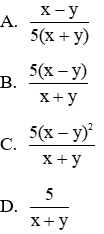 A. (x – y) / 5(x + y)
B. 5(x – y) / x + y
C. 5(x – y)² / x + y
D. 5 / x + y